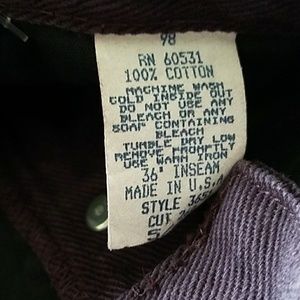 98
RN 60531
100% COTTON
MACHINE WASH
COLD INSIDE OUT
DO NOT USE ANY
BLEACH OR ANY
SOAP CONTAINING
BLEACH
TUMBLE DRY LOW
REMOVE PROMPTLY
USE WARM IRON
36" INSEAM
MADE IN U.S.A
STYLE
CUT